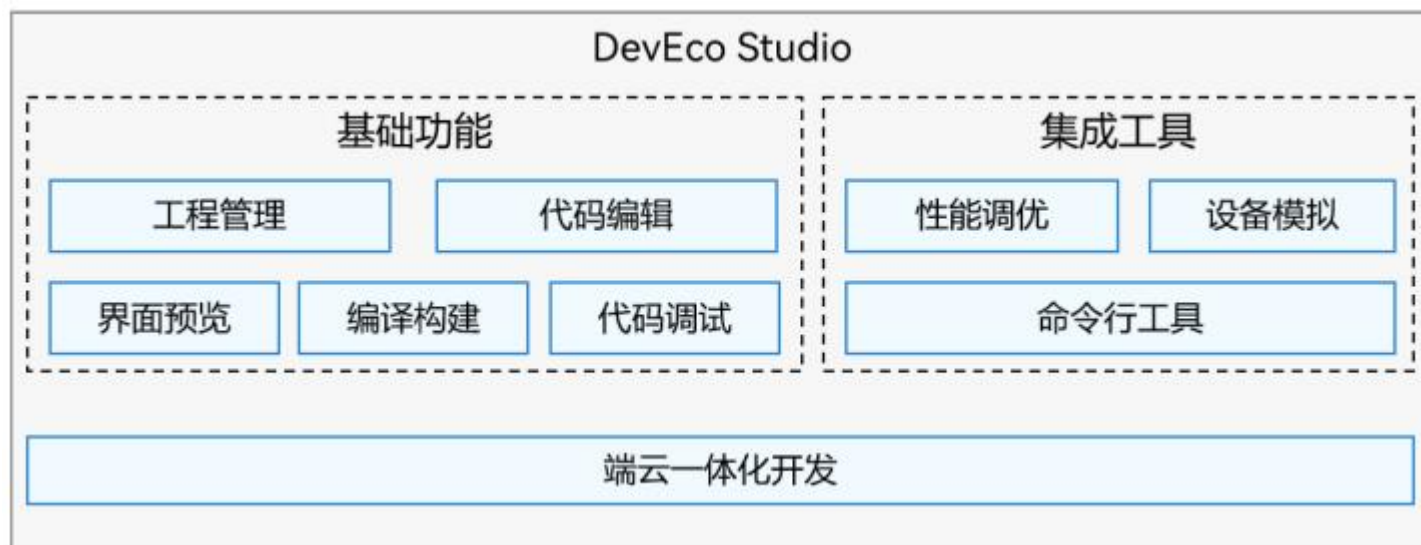 DevEco Studio
基础功能
工程管理
代码编辑
界面预览
编译构建
代码调试
集成工具
性能调优
设备模拟
命令行工具
端云一体化开发